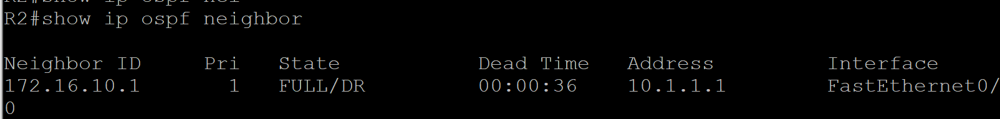 R2#show ip ospf nei
R2#show ip ospf neighbor
Neighbor ID     Pri   State           Dead Time   Address         Interface
172.16.10.1       1   FULL/DR         00:00:36    10.1.1.1        FastEthernet0/
0